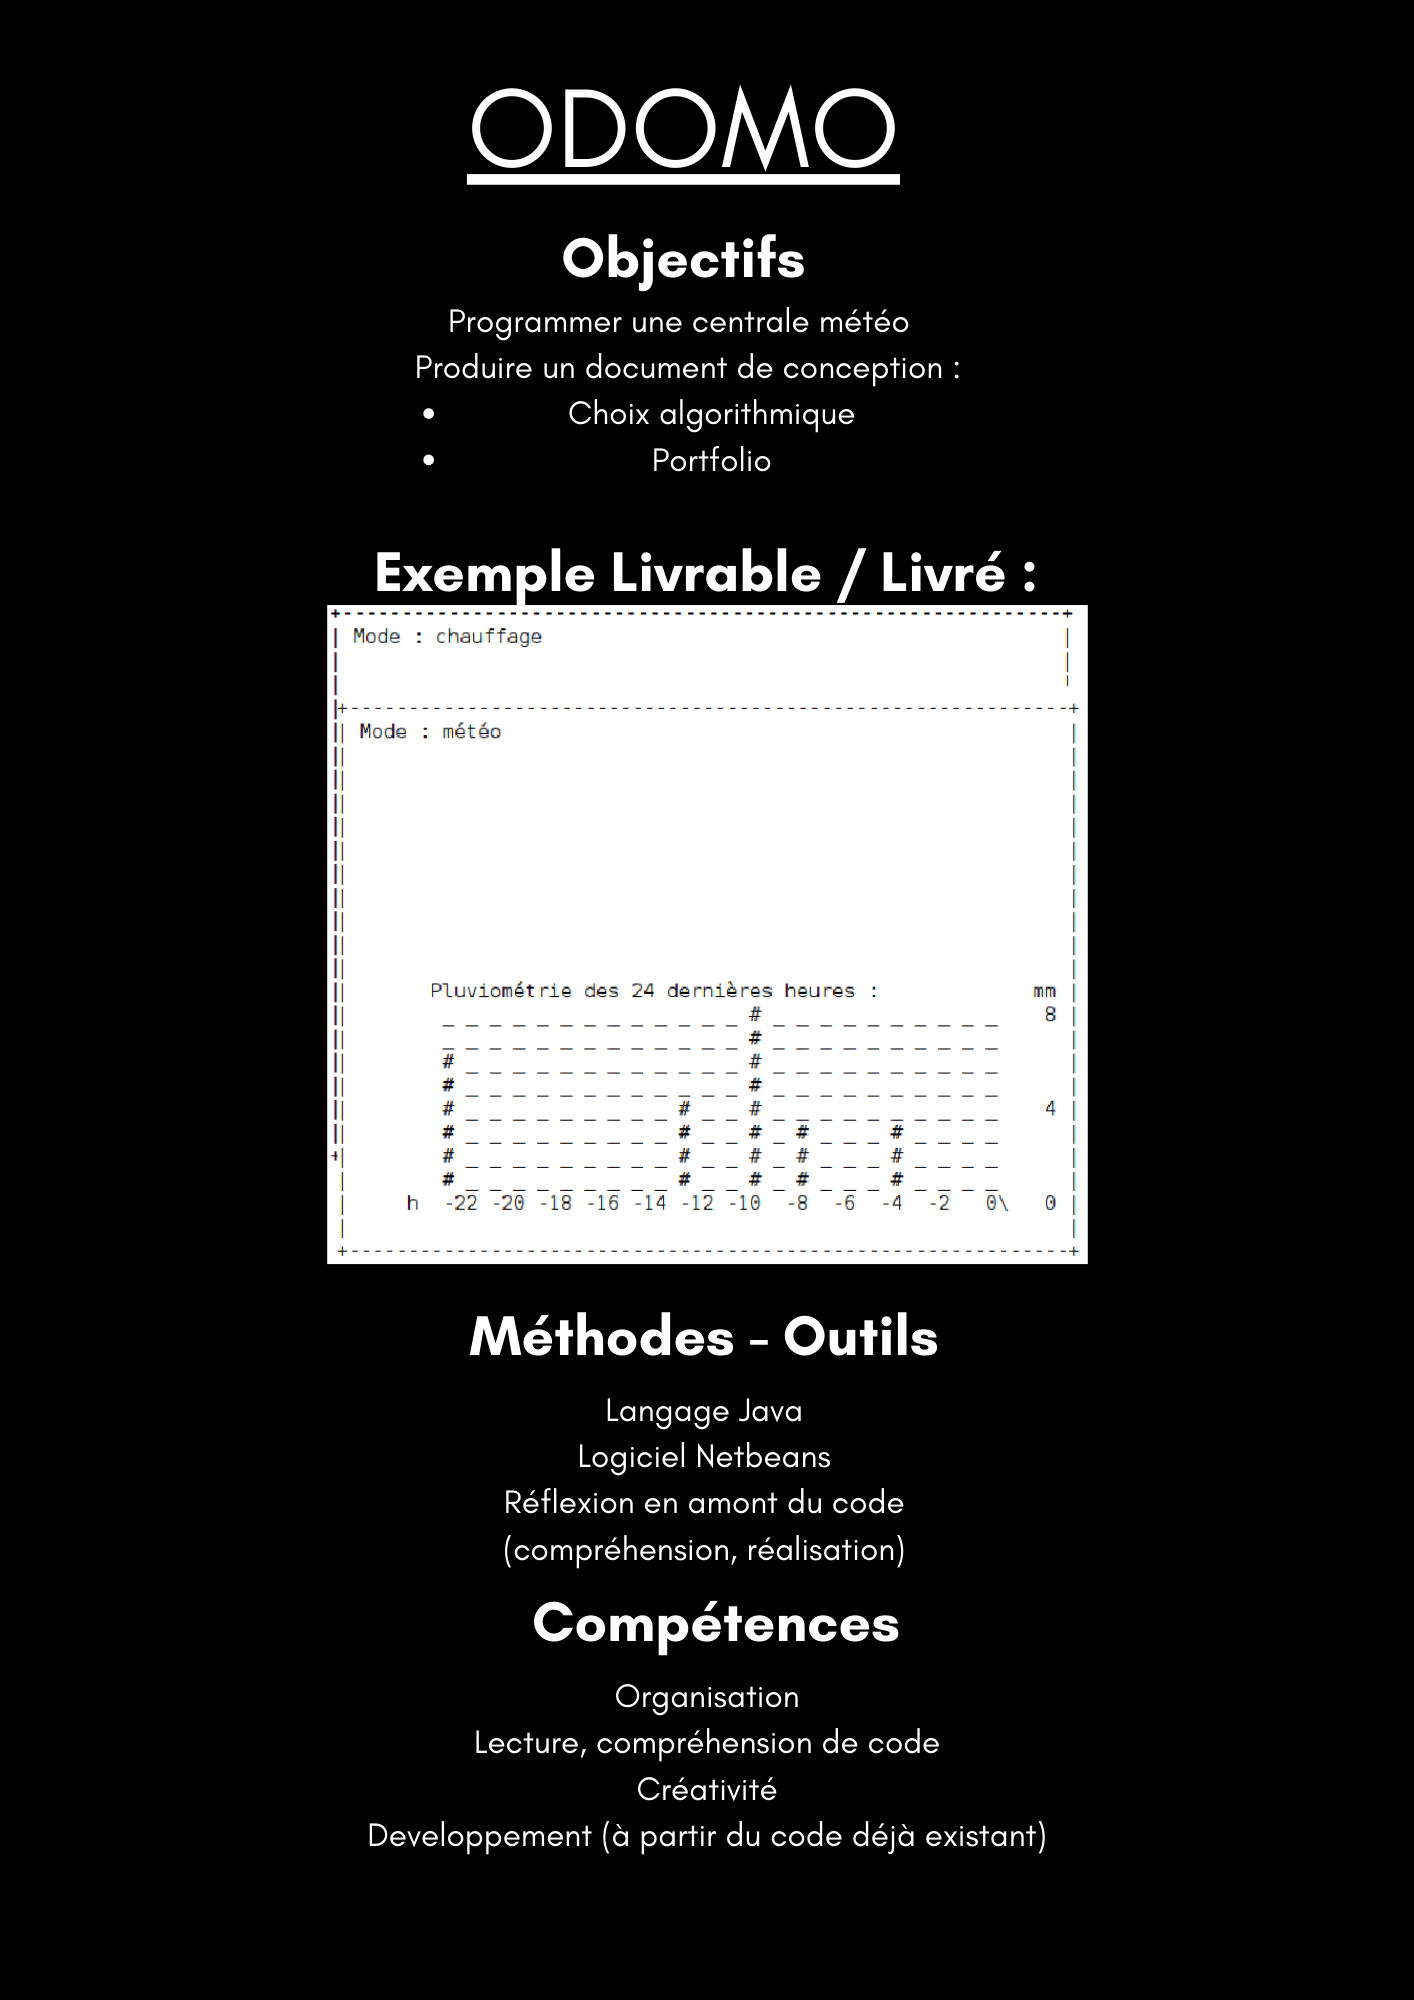 ODOMO
Objectifs
Programmer une centrale météo
Produire un document de conception :
• Choix algorithmique
• Portfolio
Exemple Livrable / Livré :
+-------------------------------------------------------------+
| Mode : chauffage |
+-------------------------------------------------------------+
| Mode : météo |
Pluviométrie des 24 dernières heures : mm |
_ _ _ _ _ _ _ _ _ _ _ _ _ # _ _ _ _ _ _ _ _ _ _ 8 |
_ _ _ _ _ _ _ _ _ _ _ _ _ # _ _ _ _ _ _ _ _ _ _ |
# _ _ _ _ _ _ _ _ _ _ _ _ # _ _ _ _ _ _ _ _ _ _ |
# _ _ _ _ _ _ _ _ _ _ _ _ # _ _ _ _ _ _ _ _ _ _ |
# _ _ _ _ _ _ _ _ _ # _ _ # _ _ _ _ _ _ _ _ _ _ 4 |
# _ _ _ _ _ _ _ _ _ # _ _ # _ # _ _ _ # _ _ _ _ |
# _ _ _ _ _ _ _ _ _ # _ _ # _ # _ _ _ # _ _ _ _ |
# _ _ _ _ _ _ _ _ _ # _ _ # _ # _ _ _ # _ _ _ _ |
| h -22 -20 -18 -16 -14 -12 -10 -8 -6 -4 -2 0\ 0 |
+-------------------------------------------------------------+
Méthodes - Outils
Langage Java
Logiciel Netbeans
Réflexion en amont du code
(compréhension, réalisation)
Compétences
Organisation
Lecture, compréhension de code
Créativité
Developpement (à partir du code déjà existant)